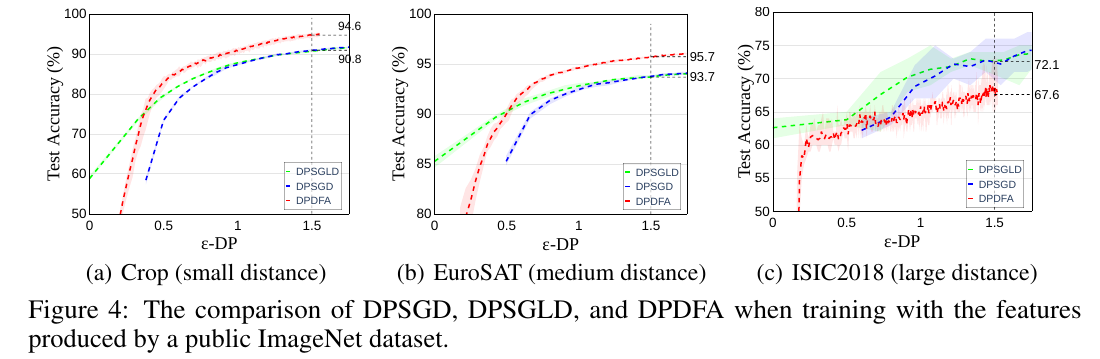 Test Accuracy (%)
100
90
80
70
60
50
94.6
90.8
DPSGLD
DPSGD
DPDFA
0
0.5
1
1.5
ε-DP
(a) Crop (small distance)
Test Accuracy (%)
100
95
90
85
80
95.7
93.7
DPSGLD
DPSGD
DPDFA
0
0.5
1
1.5
ε-DP
(b) EuroSAT (medium distance)
Test Accuracy (%)
80
75
70
65
60
55
50
72.1
67.6
DPSGLD
DPSGD
DPDFA
0
0.5
1
1.5
ε-DP
(c) ISIC2018 (large distance)
Figure 4: The comparison of DPSGD, DPSGLD, and DPDFA when training with the features
produced by a public ImageNet dataset.